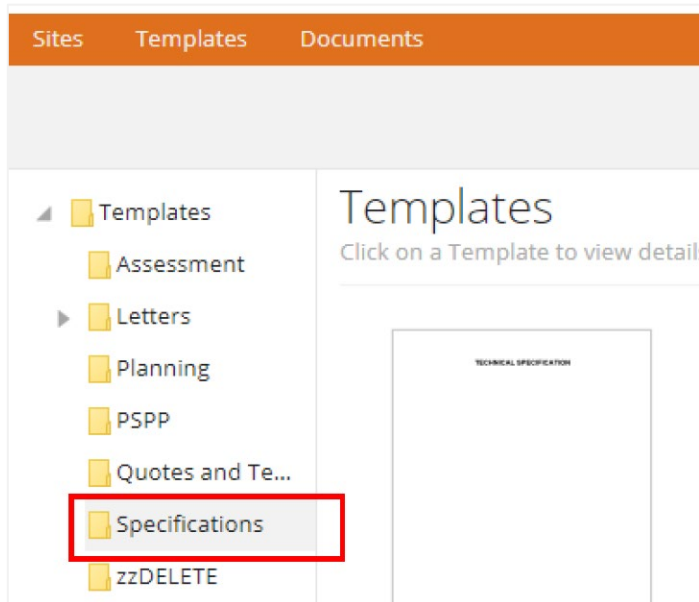 Sites Templates Documents
Templates
Assessment
Letters
Planning
PSPP
Quotes and Te...
Specifications
zzDELETE
Templates
Click on a Template to view detail
TECHNICAL SPECIFICATION